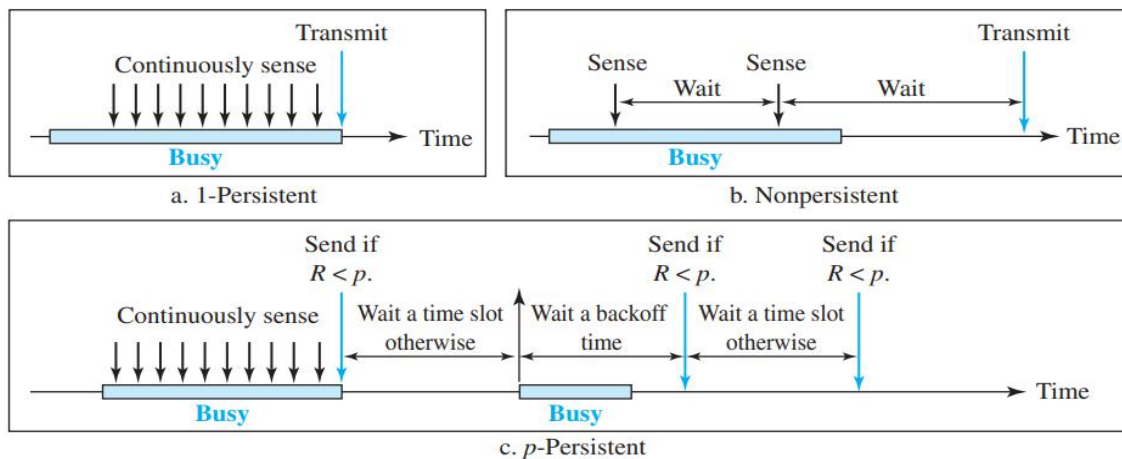 Transmit
Continuously sense
Time
Busy
a. 1-Persistent
Transmit
Sense
Sense
Wait
Wait
Time
Busy
b. Nonpersistent
Send if
R < p.
Send if
R < p.
Send if
R < p.
Continuously sense
Wait a time slot
otherwise
Wait a backoff
time
Wait a time slot
otherwise
Time
Busy
Busy
c. p-Persistent